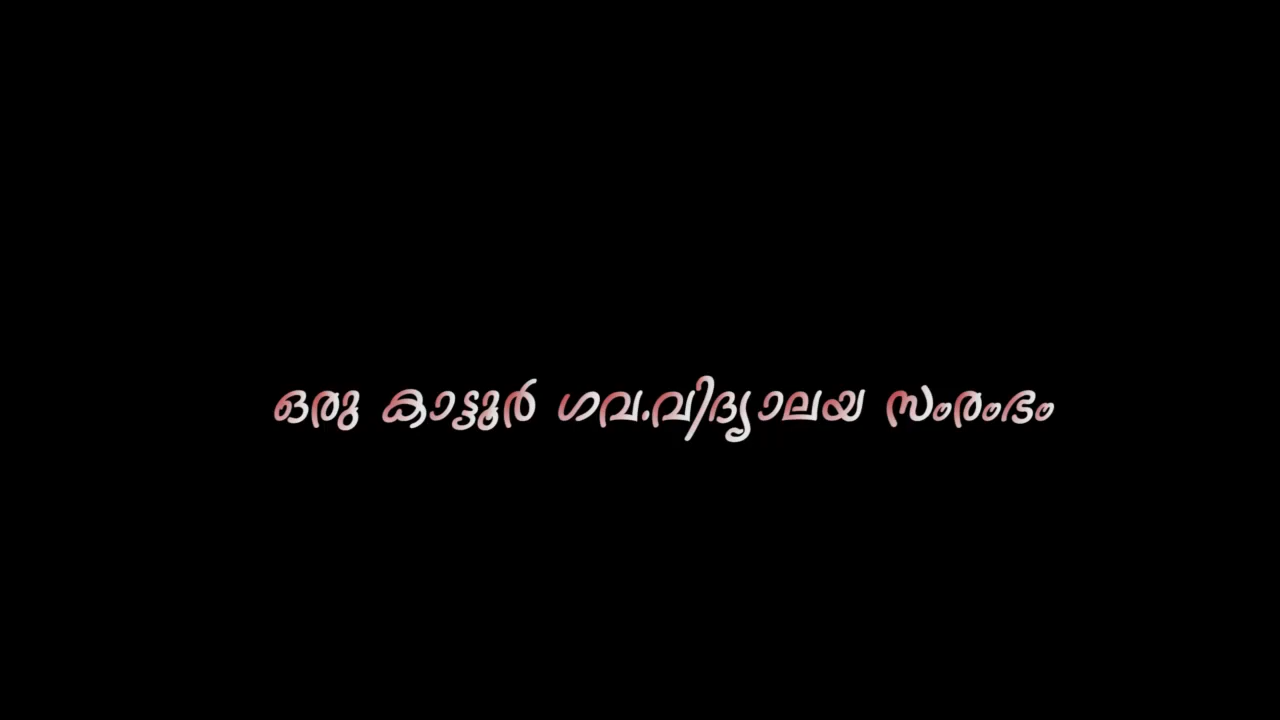 ഒരു കാട്ടൂർ ഗവ.വിദ്യാലയ സംരംഭം